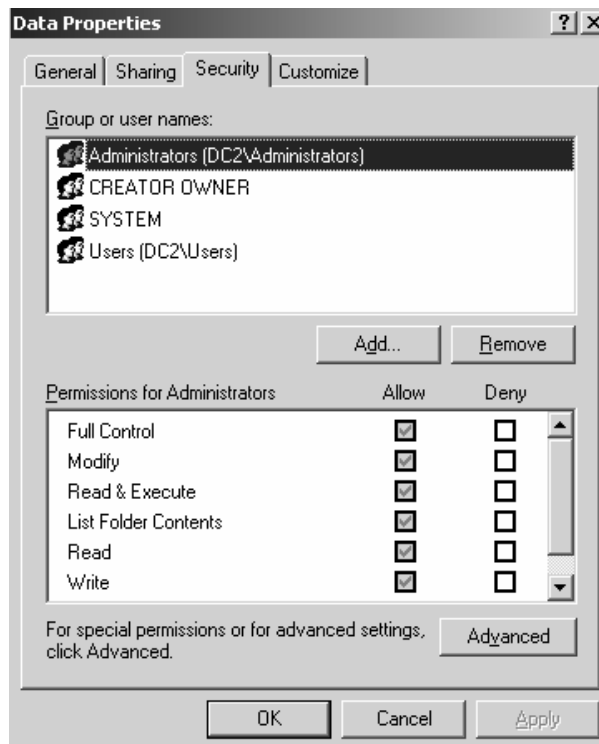 Data Properties ? X
General Sharing Security Customize
Group or user names:
Administrators (DC2\Administrators)
CREATOR OWNER
SYSTEM
Users (DC2\Users)
Add... Remove
Permissions for Administrators Allow Deny
Full Control
Modify
Read & Execute
List Folder Contents
Read
Write
For special permissions or for advanced settings, Advanced
click Advanced.
OK Cancel Apply